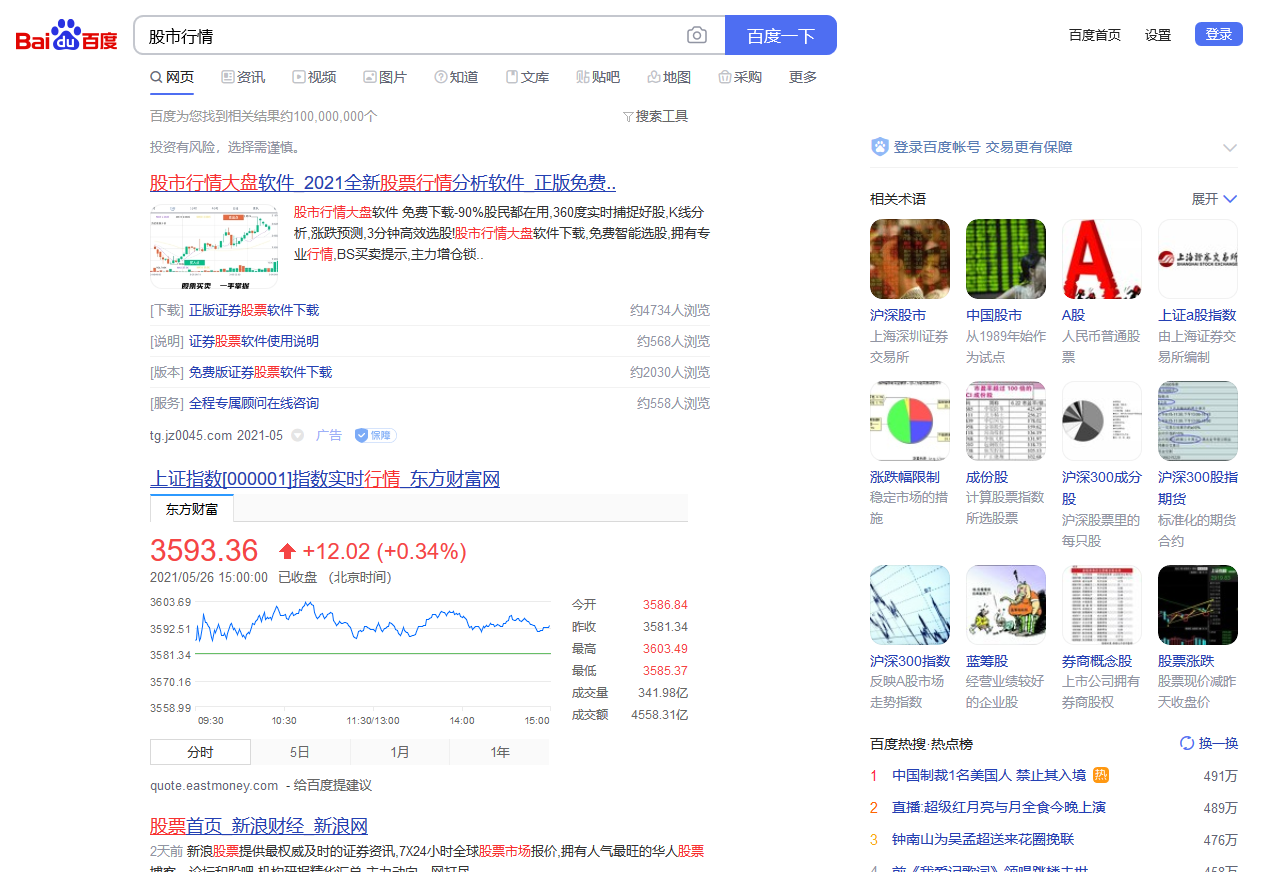 Bai du 百度
股市行情
百度一下
百度首页 设置 登录
网页 资讯 视频 图片 知道 文库 贴吧 地图 采购 更多
百度为您找到相关结果约100,000,000个
搜索工具
投资有风险，选择需谨慎。
股市行情大盘软件_2021全新股票行情分析软件_正版免费..
股票买卖 一手掌握
股市行情大盘软件 免费下载-90%股民都在用,360度实时捕捉好股,K线分
析,涨跌预测,3分钟高效选股!股市行情大盘软件下载,免费智能选股,拥有专
业行情,BS买卖提示,主力增仓锁..
[下载] 正版证券股票软件下载 约4734人浏览
[说明] 证券股票软件使用说明 约568人浏览
[版本] 免费版证券股票软件下载 约2030人浏览
[服务] 全程专属顾问在线咨询 约558人浏览
tg.jz0045.com 2021-05 广告 保障
上证指数[000001]指数实时行情_东方财富网
东方财富
3593.36 +12.02 (+0.34%)
2021/05/26 15:00:00 已收盘 (北京时间)
3603.69
3592.51
3581.34
3570.16
3558.99
09:30 10:30 11:30/13:00 14:00 15:00
今开 3586.84
昨收 3581.34
最高 3603.49
最低 3585.37
成交量 341.98亿
成交额 4558.31亿
分时 5日 1月 1年
quote.eastmoney.com - 给百度提建议
股票首页_新浪财经_新浪网
2天前 新浪股票提供最权威及时的证券资讯,7X24小时全球股票市场报价,拥有人气最旺的华人股票
登录百度帐号 交易更有保障
相关术语 展开
上海证券交易所
SHANGHAI STOCK EXCHANGE
沪深股市 中国股市 A股 上证a股指数
上海深圳证券 从1989年始作 人民币普通股 由上海证券交
交易所 为试点 票 易所编制
涨跌幅限制 成份股 沪深300成分 沪深300股指
股 期货
稳定市场的措 计算股票指数 沪深股票里的 标准化的期货
施 所选股票 每只股 合约
沪深300指数 蓝筹股 券商概念股 股票涨跌
反映A股市场 经营业绩较好 上市公司拥有 股票现价减昨
走势指数 的企业股 券商股权 天收盘价
百度热搜·热点榜 换一换
1 中国制裁1名美国人 禁止其入境 热 491万
2 直播:超级红月亮与月全食今晚上演 489万
3 钟南山为吴孟超送来花圈挽联 476万